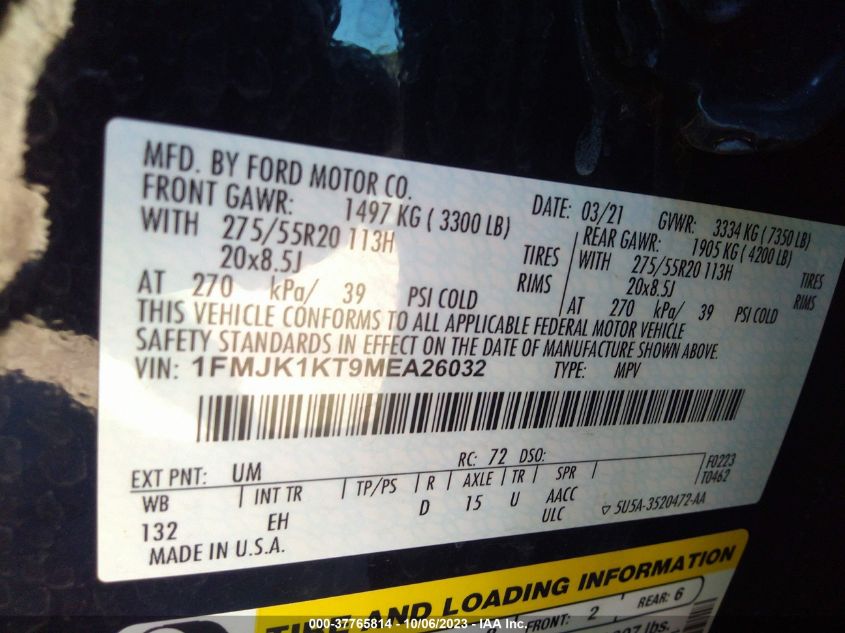 MFD. BY FORD MOTOR CO.
DATE: 03/21 GVWR: 3334 KG (7350 LB)
FRONT GAWR: 1497 KG (3300 LB)
REAR GAWR: 1905 KG (4200 LB)
WITH 275/55R20 113H TIRES
WITH 275/55R20 113H TIRES
20x8.5J RIMS
20x8.5J RIMS
AT 270 kPa/ 39 PSI COLD
AT 270 kPa/ 39 PSI COLD
THIS VEHICLE CONFORMS TO ALL APPLICABLE FEDERAL MOTOR VEHICLE
SAFETY STANDARDS IN EFFECT ON THE DATE OF MANUFACTURE SHOWN ABOVE
VIN: 1FMJK1KT9MEA26032 TYPE: MPV
EXT PNT: UM RC: 72 DSO:
F0223
T0462
WB INT TR TP/PS R AXLE TR SPR
132 EH D 15 U AACC
ULC
5U5A-3520472-AA
MADE IN U.S.A.
TIRE AND LOADING INFORMATION
FRONT: 2 REAR: 6
lbs.
000-37765814 - 10/06/2023 - IAA Inc.